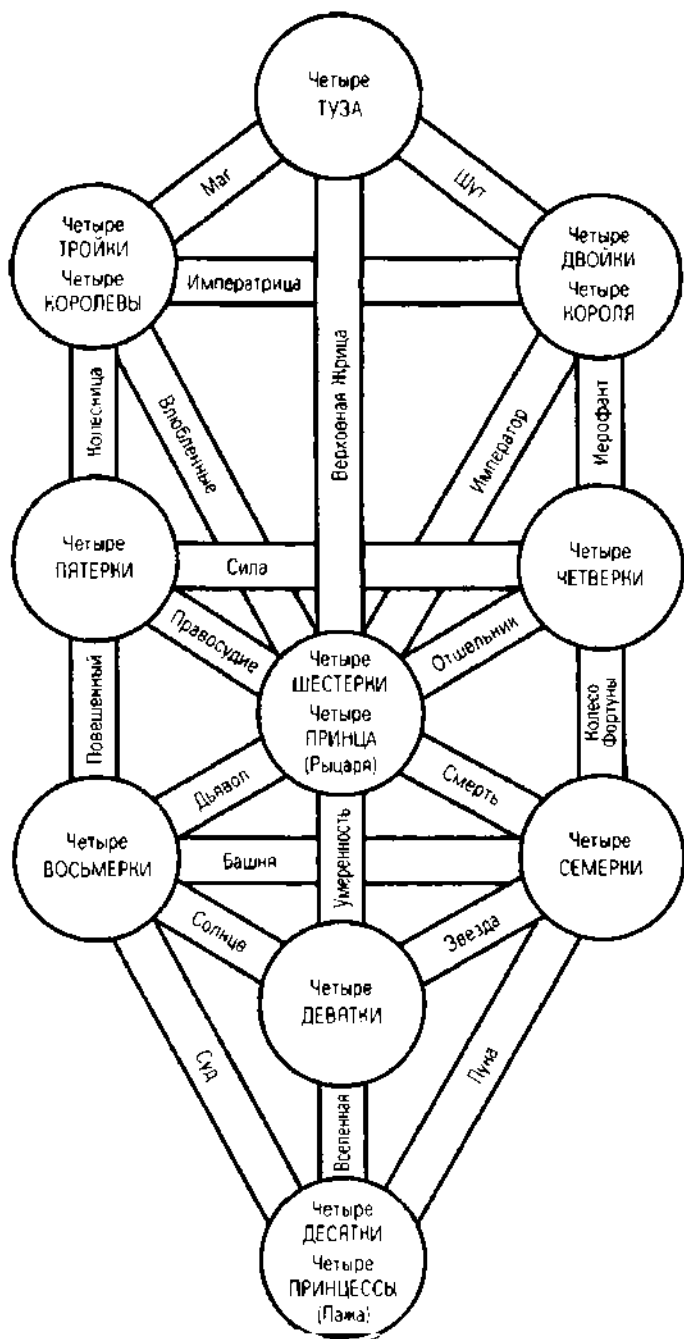 Четыре
ТУЗА
Маг
Шут
Четыре
ТРОЙКИ
Четыре
КОРОЛЕВЫ
Императрица
Четыре
ДВОЙКИ
Четыре
КОРОЛЯ
Колесница
Влюбленные
Верховная Жрица
Император
Иерофант
Четыре
ПЯТЕРКИ
Сила
Четыре
ЧЕТВЕРКИ
Правосудие
Отшельник
Повешенный
Четыре
ШЕСТЕРКИ
Четыре
ПРИНЦА
(Рыцаря)
Колесо
Фортуны
Дьявол
Смерть
Четыре
ВОСЬМЕРКИ
Башня
Умеренность
Четыре
СЕМЕРКИ
Солнце
Звезда
Четыре
ДЕВЯТКИ
Суд
Вселенная
Луна
Четыре
ДЕСЯТКИ
Четыре
ПРИНЦЕССЫ
(Пажа)